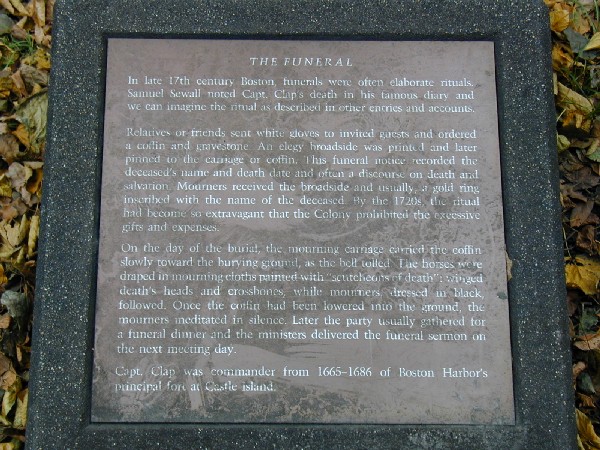 THE FUNERAL
In late 17th century Boston, funerals were often elaborate rituals.
Samuel Sewall noted Capt. Clap's death in his famous diary and
we can imagine the ritual as described in other entries and accounts.
Relatives or friends sent white gloves to invited guests and ordered
a coffin and gravestone. An elegy broadside was printed and later
pinned to the carriage or coffin. This funeral notice recorded the
deceased's name and death date and often a discourse on death and
salvation. Mourners received the broadside and usually, a gold ring
inscribed with the name of the deceased. By the 1720s, the ritual
had become so extravagant that the Colony prohibited the excessive
gifts and expenses.
On the day of the burial, the mourning carriage carried the coffin
slowly toward the burying ground, as the bell tolled. The horses were
draped in mourning cloths painted with "scutcheons of death": winged
death's heads and crossbones, while mourners, dressed in black,
followed. Once the coffin had been lowered into the ground, the
mourners meditated in silence. Later the party usually gathered for
a funeral dinner and the ministers delivered the funeral sermon on
the next meeting day.
Capt. Clap was commander from 1665-1686 of Boston Harbor's
principal fort at Castle island.